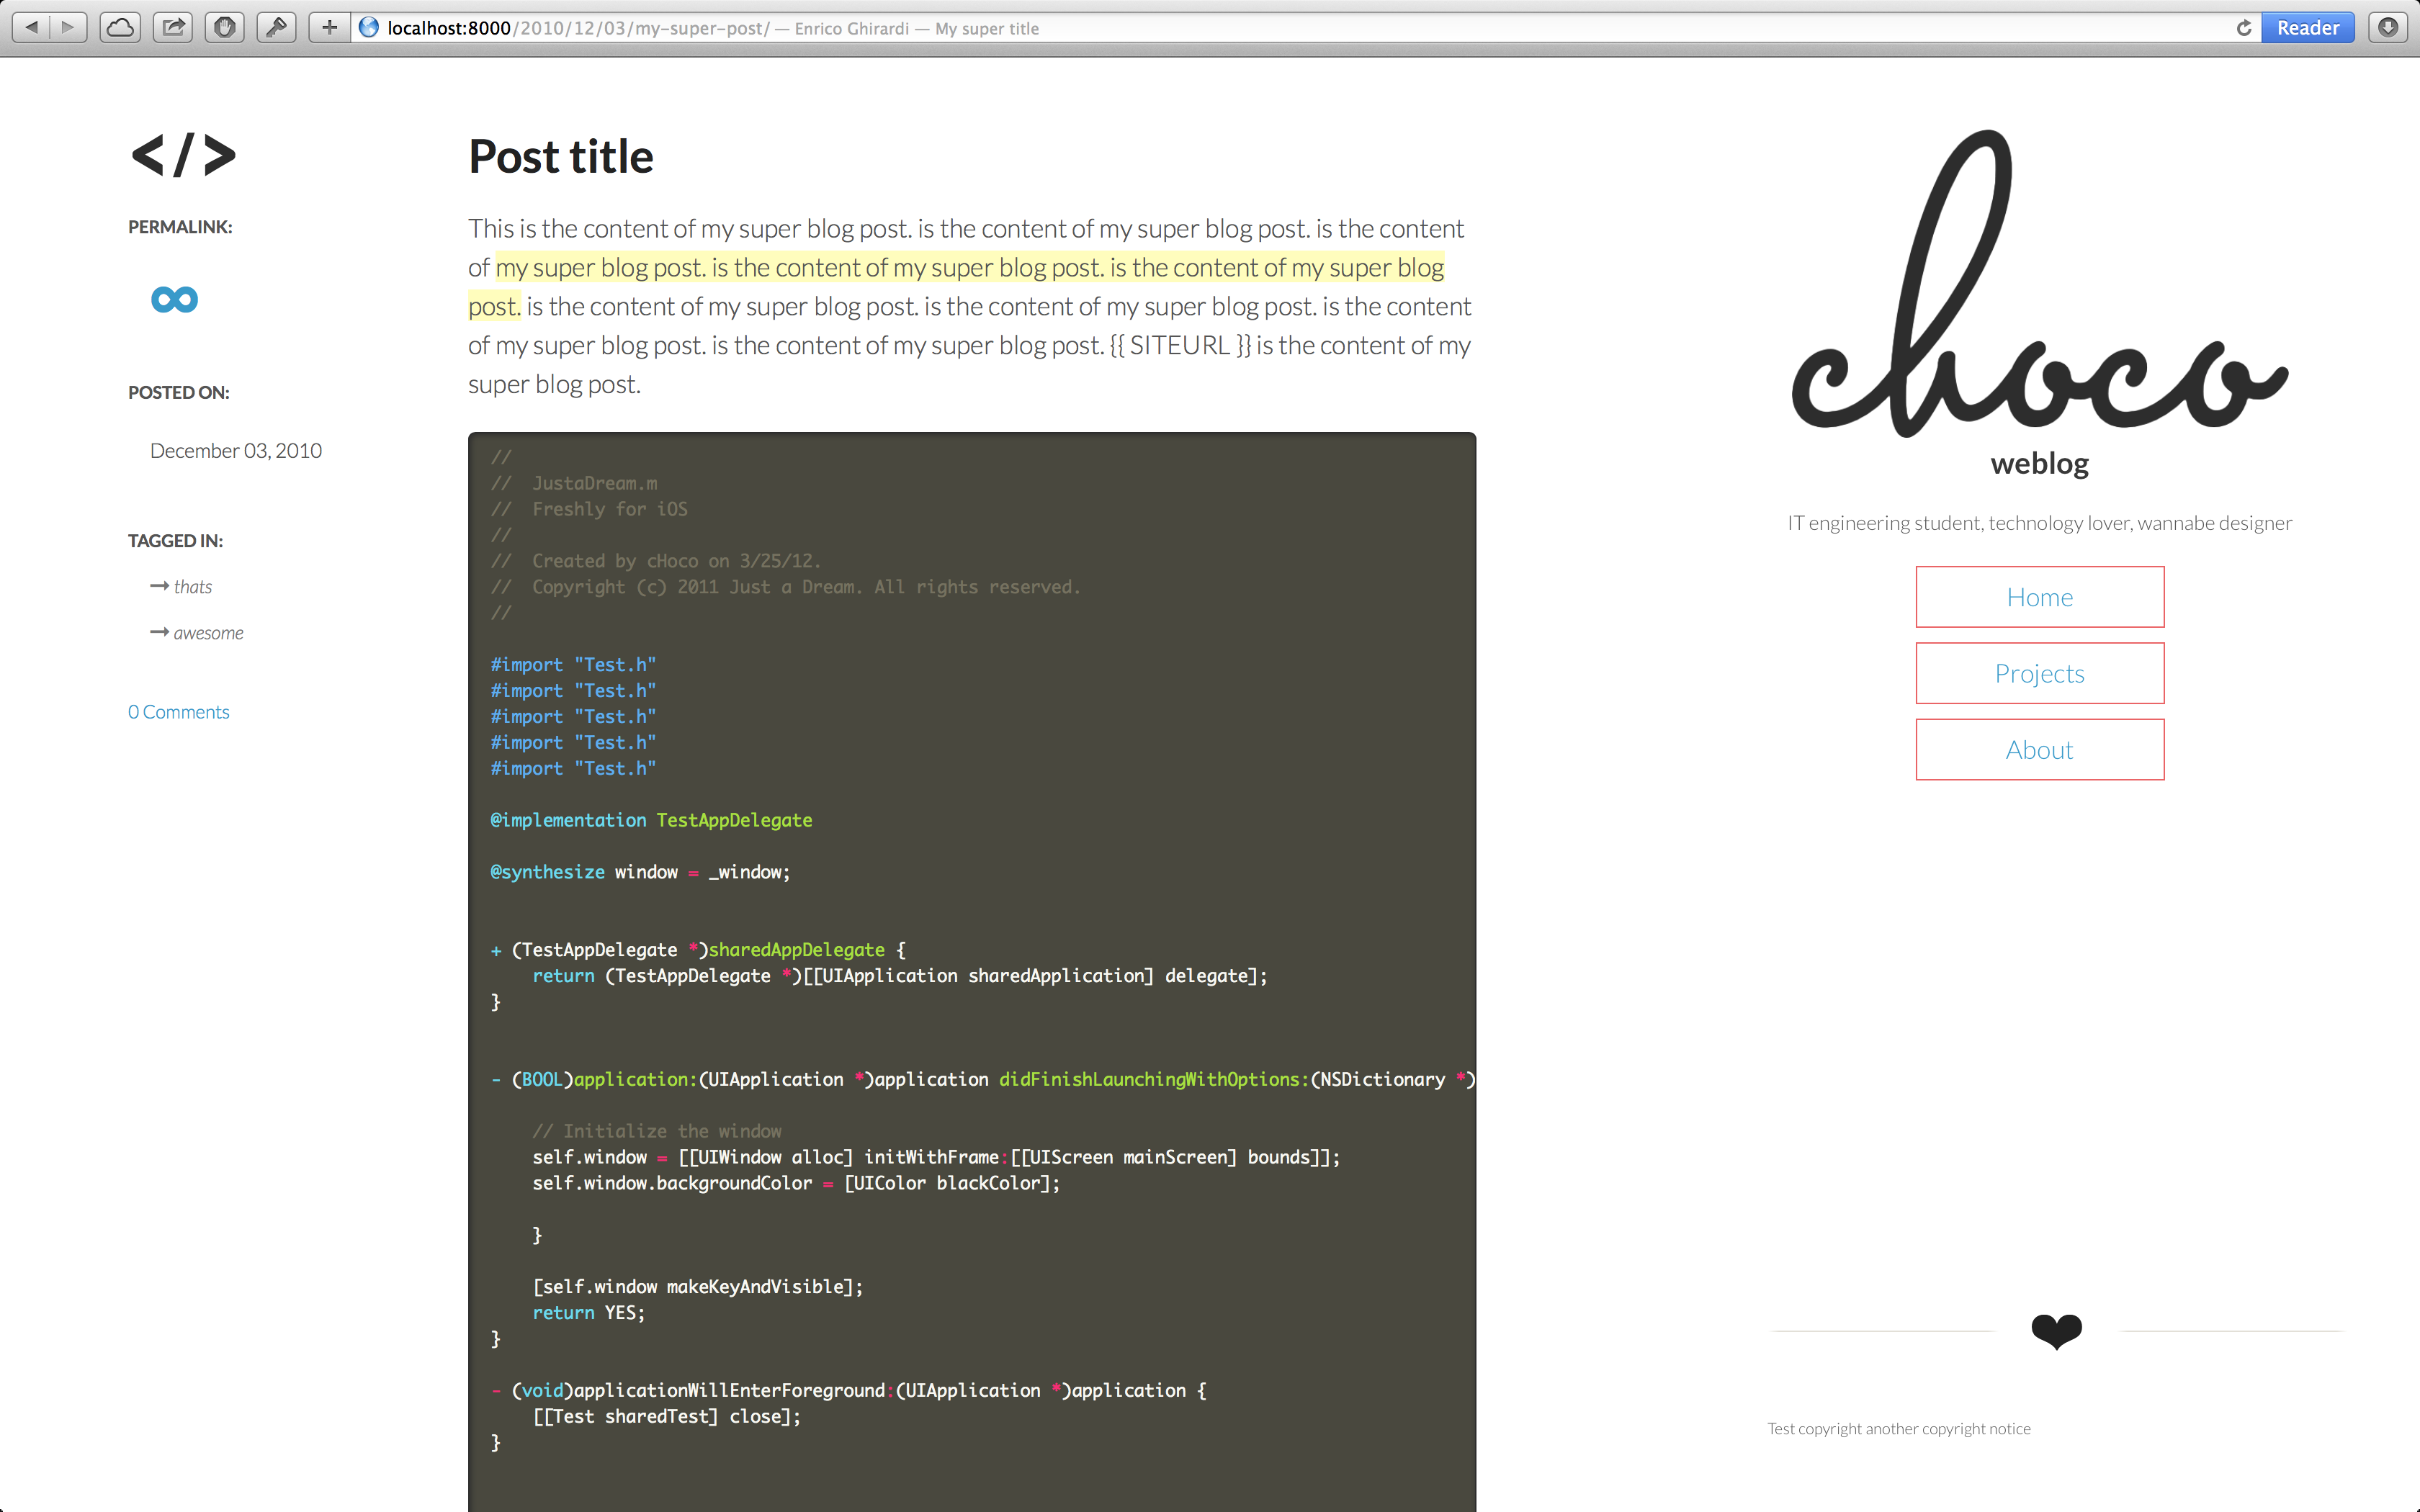 localhost:8000/2010/12/03/my-super-post/ — Enrico Ghirardi — My super title
Reader
</>
PERMALINK:
POSTED ON:
December 03, 2010
TAGGED IN:
thats
awesome
0 Comments
Post title
This is the content of my super blog post. is the content of my super blog post. is the content
of my super blog post. is the content of my super blog post. is the content of my super blog
post. is the content of my super blog post. is the content of my super blog post. is the content
of my super blog post. is the content of my super blog post. {{ SITEURL }} is the content of my
super blog post.
//
//  JustaDream.m
//  Freshly for iOS
//
//  Created by cHoco on 3/25/12.
//  Copyright (c) 2011 Just a Dream. All rights reserved.
//
#import "Test.h"
#import "Test.h"
#import "Test.h"
#import "Test.h"
#import "Test.h"
@implementation TestAppDelegate
@synthesize window = _window;
+ (TestAppDelegate *)sharedAppDelegate {
    return (TestAppDelegate *)[[UIApplication sharedApplication] delegate];
}
- (BOOL)application:(UIApplication *)application didFinishLaunchingWithOptions:(NSDictionary *)
    // Initialize the window
    self.window = [[UIWindow alloc] initWithFrame:[[UIScreen mainScreen] bounds]];
    self.window.backgroundColor = [UIColor blackColor];
    }
    [self.window makeKeyAndVisible];
    return YES;
}
- (void)applicationWillEnterForeground:(UIApplication *)application {
    [[Test sharedTest] close];
}
choco
weblog
IT engineering student, technology lover, wannabe designer
Home
Projects
About
Test copyright another copyright notice